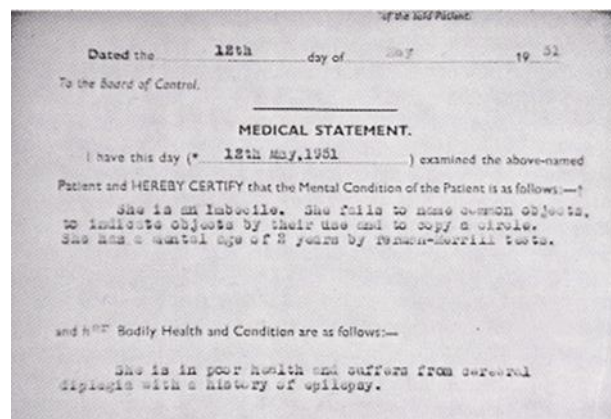 of the said Patient.
Dated the 12th day of May 19 51
To the Board of Control.
MEDICAL STATEMENT.
I have this day (* 12th May, 1951 ) examined the above-named
Patient and HEREBY CERTIFY that the Mental Condition of the Patient is as follows:—†
She is an Imbecile. She fails to name common objects,
to indicate objects by their use and to copy a circle.
She has a mental age of 2 years by Terman-Merrill tests.
and her Bodily Health and Condition are as follows:—
She is in poor health and suffers from cerebral
diplegia with a history of epilepsy.